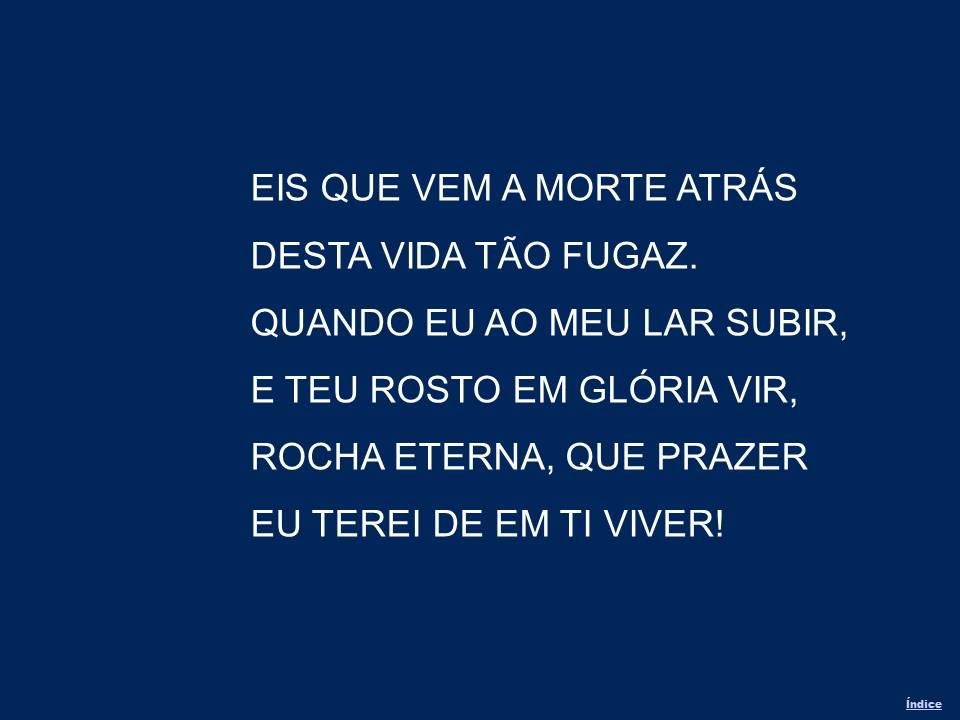 EIS QUE VEM A MORTE ATRÁS
DESTA VIDA TÃO FUGAZ.
QUANDO EU AO MEU LAR SUBIR,
E TEU ROSTO EM GLÓRIA VIR,
ROCHA ETERNA, QUE PRAZER
EU TEREI DE EM TI VIVER!
Índice